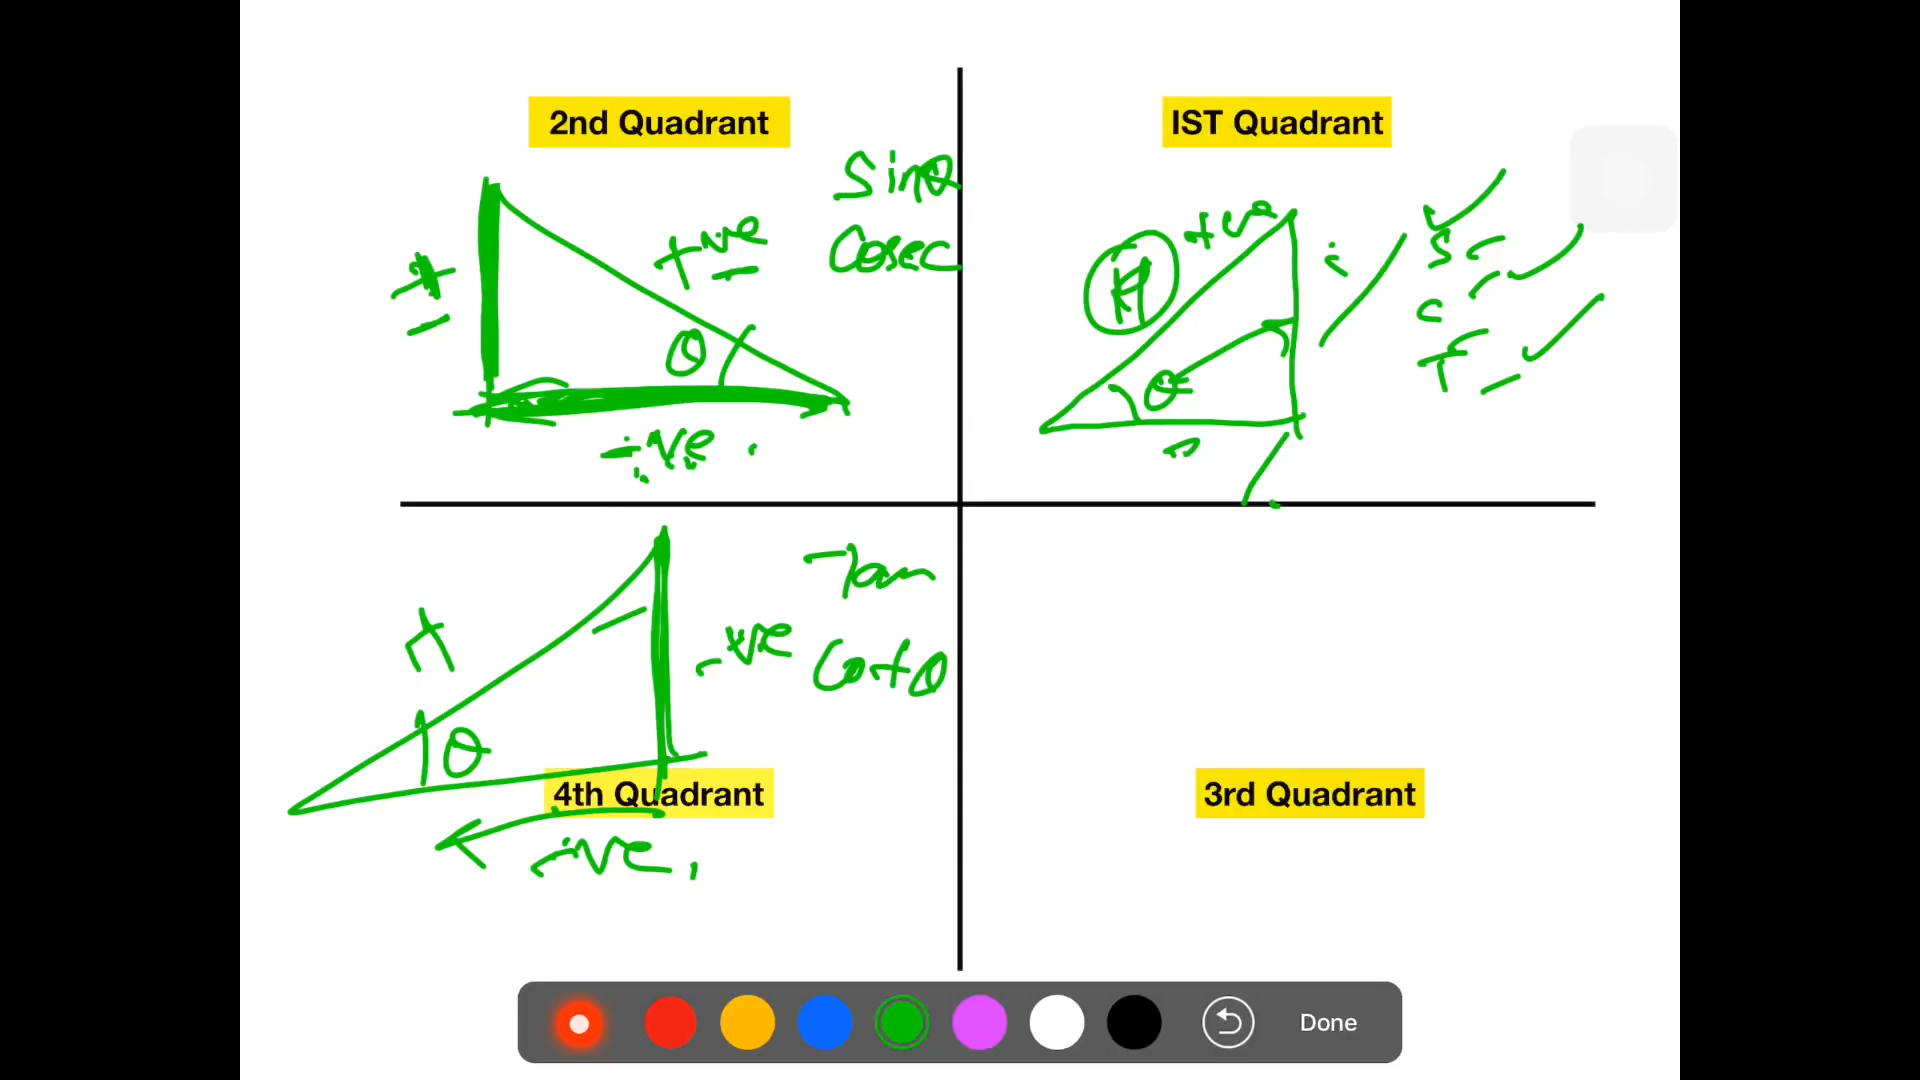 2nd Quadrant
IST Quadrant
Sinθ
Cosec
+ve
+ve
θ
-ve
H
θ
S
C
T
Tan
Cotθ
H
-ve
θ
4th Quadrant
-ve
3rd Quadrant
Done